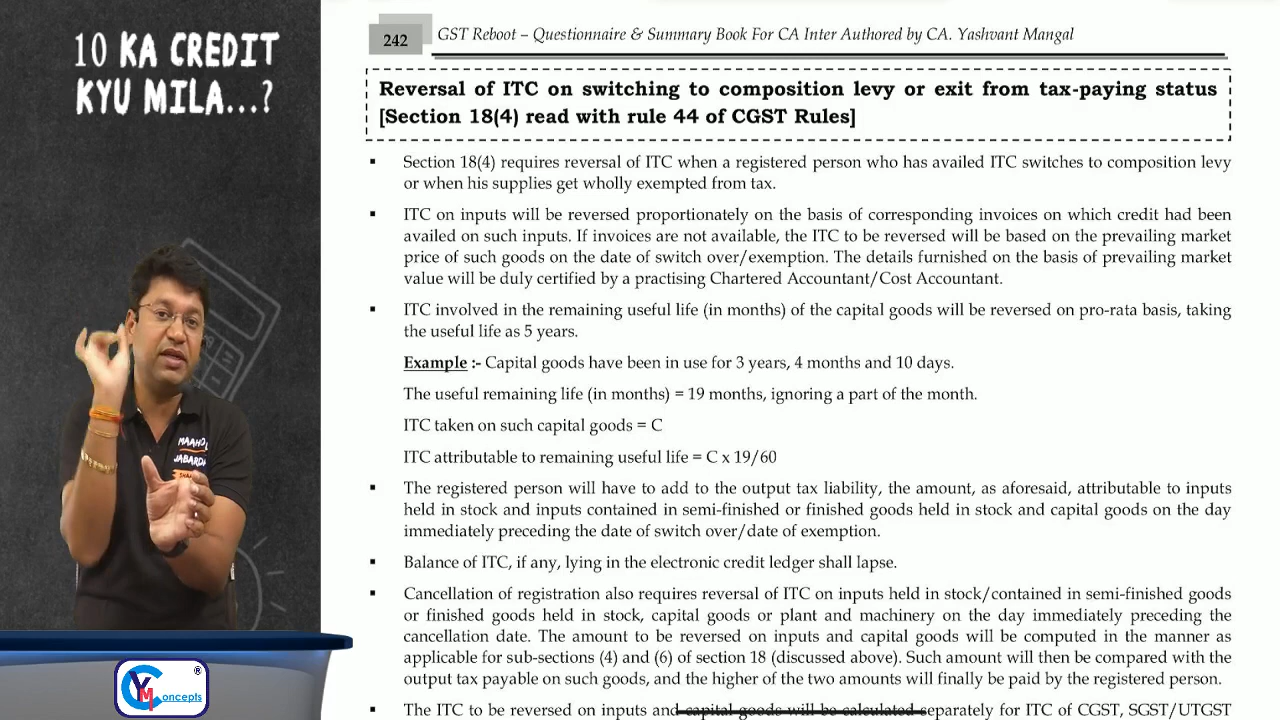 10 KA CREDIT
KYU MILA...?
242
GST Reboot – Questionnaire & Summary Book For CA Inter Authored by CA. Yashvant Mangal
Reversal of ITC on switching to composition levy or exit from tax-paying status
[Section 18(4) read with rule 44 of CGST Rules]
▪ Section 18(4) requires reversal of ITC when a registered person who has availed ITC switches to composition levy
or when his supplies get wholly exempted from tax.
▪ ITC on inputs will be reversed proportionately on the basis of corresponding invoices on which credit had been
availed on such inputs. If invoices are not available, the ITC to be reversed will be based on the prevailing market
price of such goods on the date of switch over/exemption. The details furnished on the basis of prevailing market
value will be duly certified by a practising Chartered Accountant/Cost Accountant.
▪ ITC involved in the remaining useful life (in months) of the capital goods will be reversed on pro-rata basis, taking
the useful life as 5 years.
Example :- Capital goods have been in use for 3 years, 4 months and 10 days.
The useful remaining life (in months) = 19 months, ignoring a part of the month.
ITC taken on such capital goods = C
ITC attributable to remaining useful life = C x 19/60
▪ The registered person will have to add to the output tax liability, the amount, as aforesaid, attributable to inputs
held in stock and inputs contained in semi-finished or finished goods held in stock and capital goods on the day
immediately preceding the date of switch over/date of exemption.
▪ Balance of ITC, if any, lying in the electronic credit ledger shall lapse.
▪ Cancellation of registration also requires reversal of ITC on inputs held in stock/contained in semi-finished goods
or finished goods held in stock, capital goods or plant and machinery on the day immediately preceding the
cancellation date. The amount to be reversed on inputs and capital goods will be computed in the manner as
applicable for sub-sections (4) and (6) of section 18 (discussed above). Such amount will then be compared with the
output tax payable on such goods, and the higher of the two amounts will finally be paid by the registered person.
▪ The ITC to be reversed on inputs and capital goods will be calculated separately for ITC of CGST, SGST/UTGST
MAAHOL
JABARDA
CYM oncepts ®